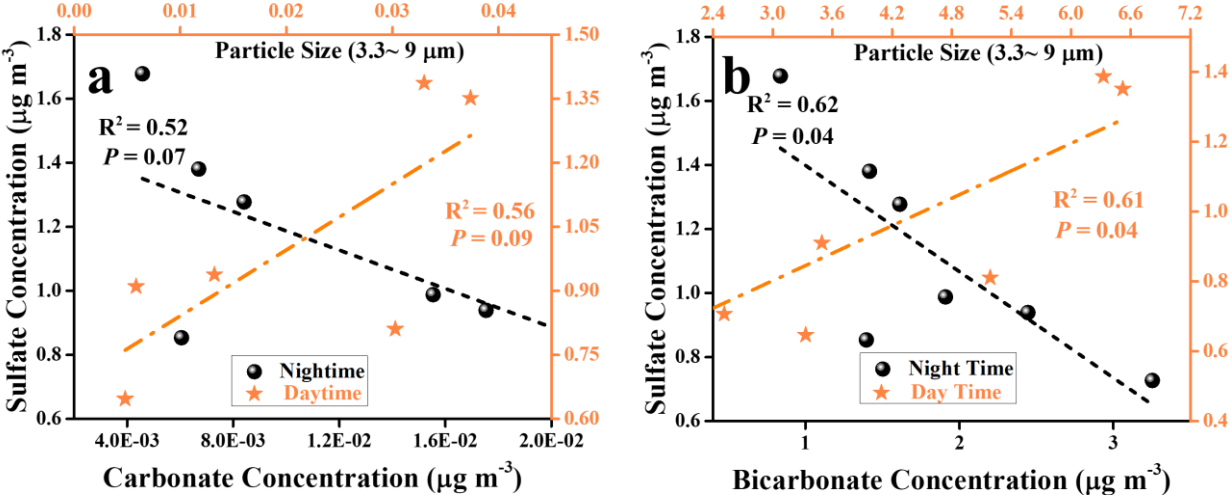 0.00 0.01 0.02 0.03 0.04
Particle Size (3.3~ 9 μm)
a
R² = 0.52
P = 0.07
R² = 0.56
P = 0.09
Sulfate Concentration (μg m⁻³)
1.8
1.6
1.4
1.2
1.0
0.8
0.6
1.50
1.35
1.20
1.05
0.90
0.75
0.60
Nightime
Daytime
4.0E-03 8.0E-03 1.2E-02 1.6E-02 2.0E-02
Carbonate Concentration (μg m⁻³)
2.4 3.0 3.6 4.2 4.8 5.4 6.0 6.6 7.2
Particle Size (3.3~ 9 μm)
b
R² = 0.62
P = 0.04
R² = 0.61
P = 0.04
Sulfate Concentration (μg m⁻³)
1.8
1.6
1.4
1.2
1.0
0.8
0.6
1.4
1.2
1.0
0.8
0.6
0.4
Night Time
Day Time
1 2 3
Bicarbonate Concentration (μg m⁻³)